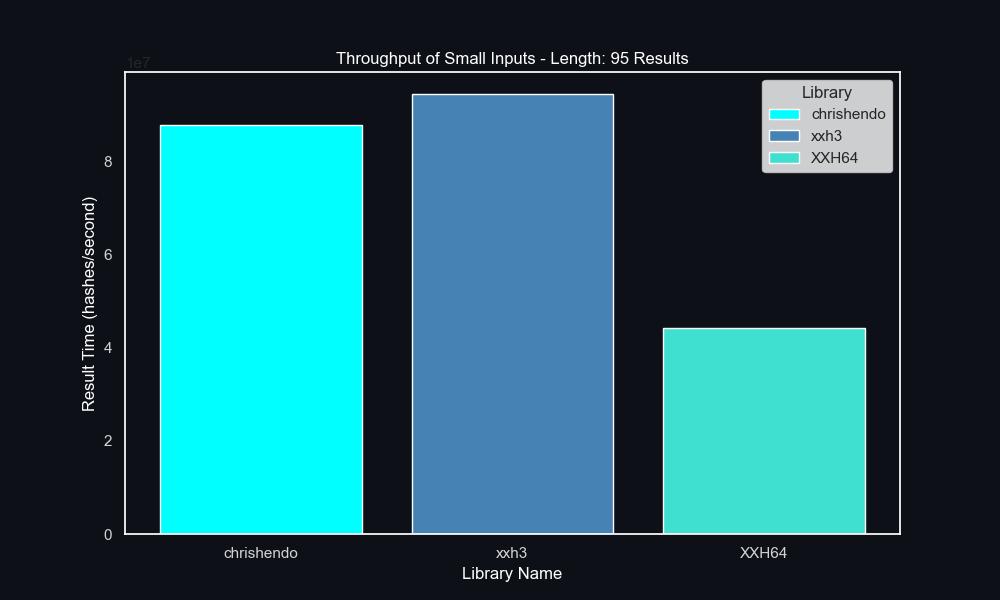 Throughput of Small Inputs - Length: 95 Results
1e7
Library
chrishendo
xxh3
XXH64
8
6
4
2
0
Result Time (hashes/second)
chrishendo
xxh3
XXH64
Library Name